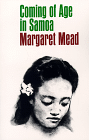 Coming of Age
in Samoa
Margaret Mead